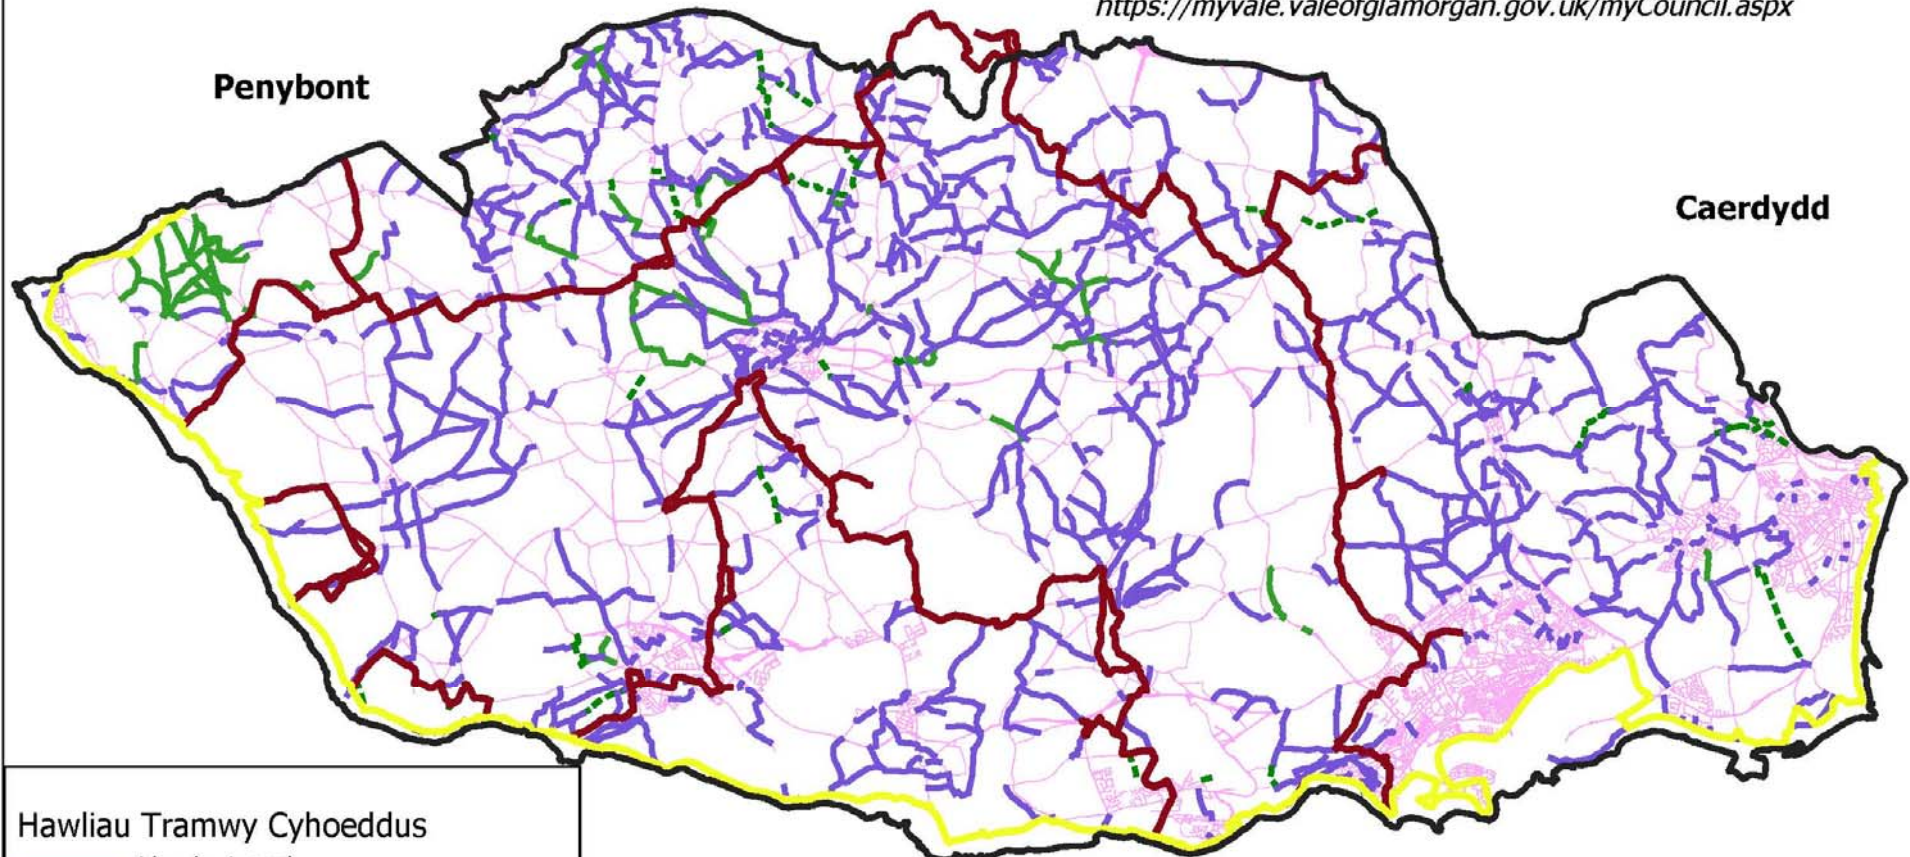 https://myvale.valeofglamorgan.gov.uk/myCouncil.aspx
Penybont
Caerdydd
Hawliau Tramwy Cyhoeddus